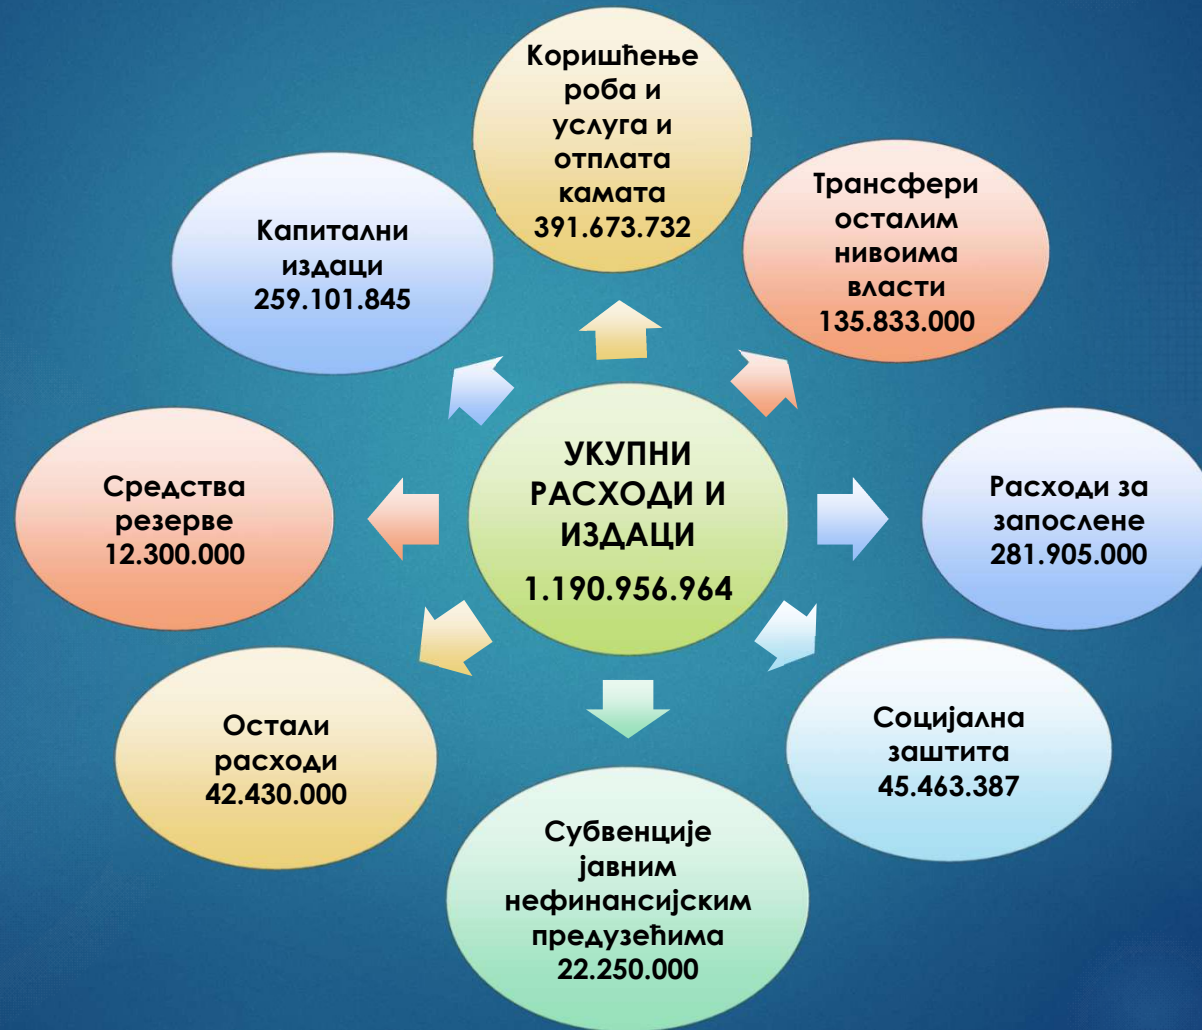 Коришћење
роба и
услуга и
отплата
камата
391.673.732
Трансфери
осталим
нивоима
власти
135.833.000
Расходи за
запослене
281.905.000
Социјална
заштита
45.463.387
Субвенције
јавним
нефинансијским
предузећима
22.250.000
Остали
расходи
42.430.000
Средства
резерве
12.300.000
Капитални
издаци
259.101.845
УКУПНИ
РАСХОДИ И
ИЗДАЦИ
1.190.956.964